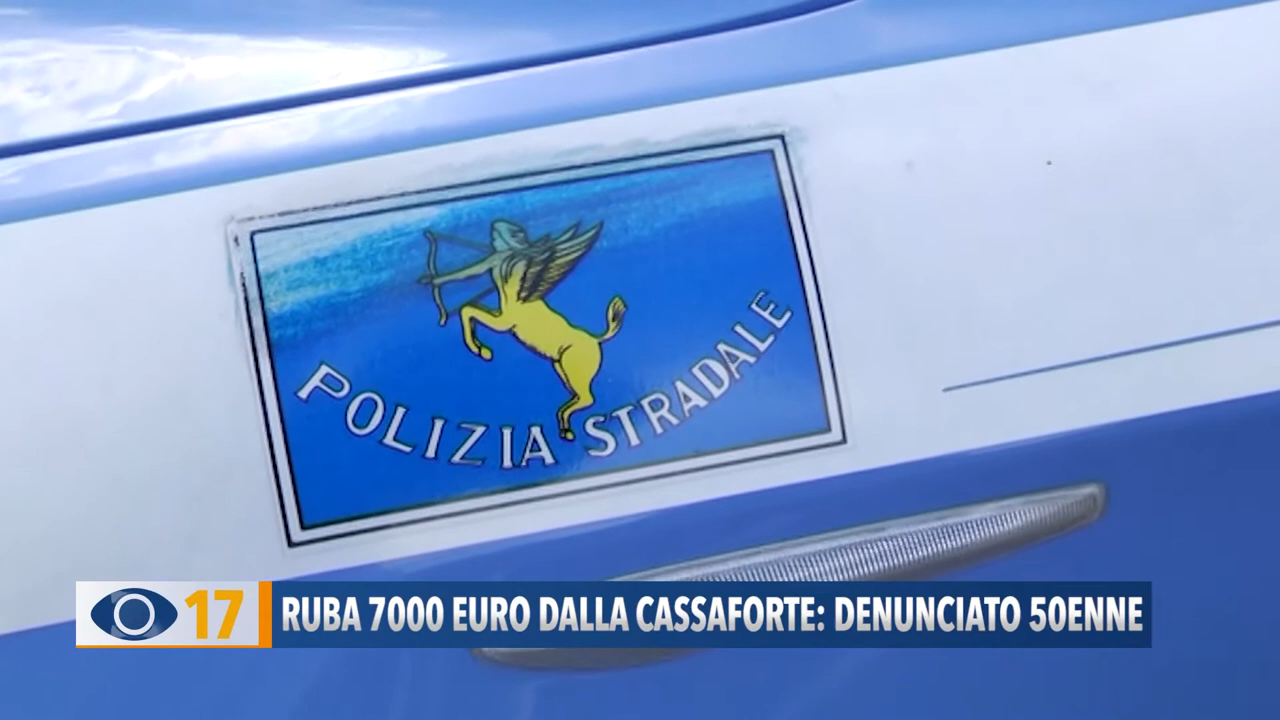 POLIZIA STRADALE
17 RUBA 7000 EURO DALLA CASSAFORTE: DENUNCIATO 50ENNE